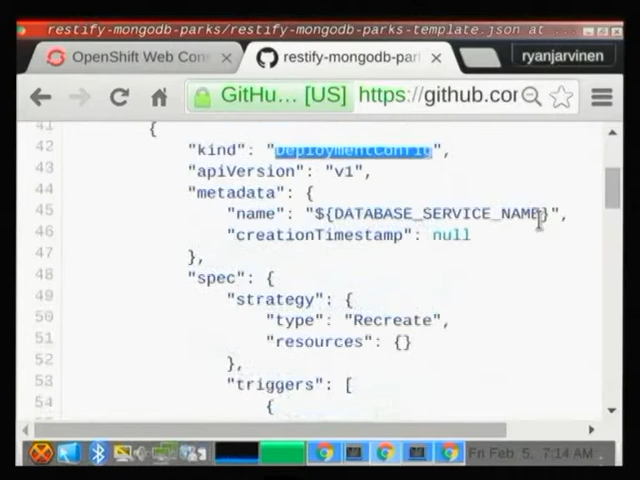 restify-mongodb-parks/restify-mongodb-parks-template.json at ...
OpenShift Web Con
restify-mongodb-par
ryanjarvinen
GitHu... [US]
https://github.com
41 {
42 "kind": "DeploymentConfig",
43 "apiVersion": "v1",
44 "metadata": {
45 "name": "${DATABASE_SERVICE_NAME}",
46 "creationTimestamp": null
47 },
48 "spec": {
49 "strategy": {
50 "type": "Recreate",
51 "resources": {}
52 },
53 "triggers": [
54 {
Fri Feb 5, 7:14 AM